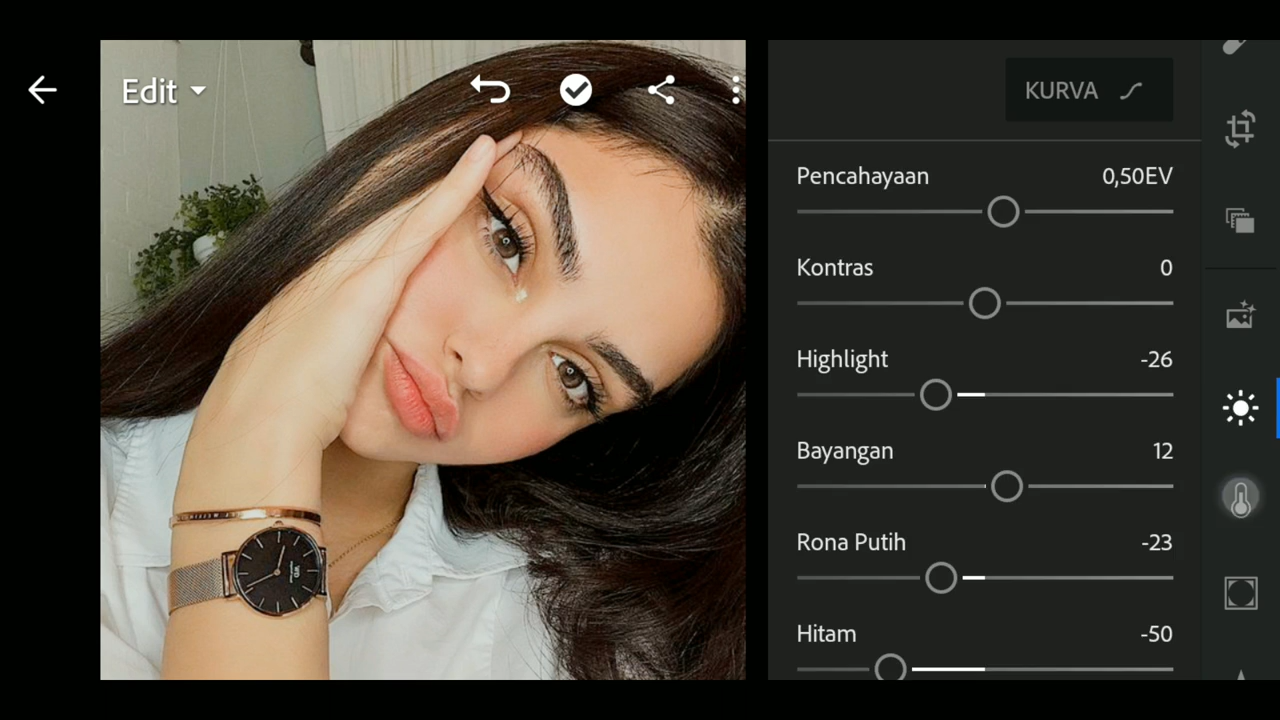 Edit
KURVA
Pencahayaan 0,50EV
Kontras 0
Highlight -26
Bayangan 12
Rona Putih -23
Hitam -50